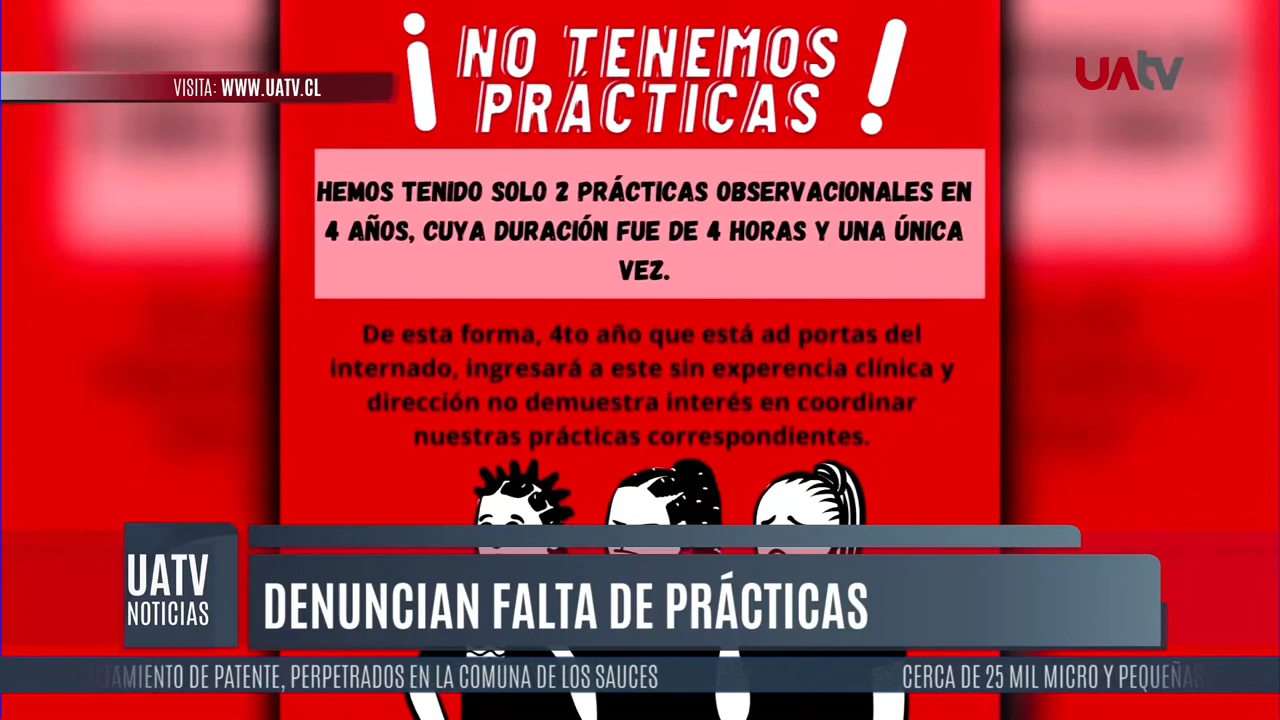 ¡NO TENEMOS
PRÁCTICAS!
VISITA: WWW.UATV.CL
UAtv
HEMOS TENIDO SOLO 2 PRÁCTICAS OBSERVACIONALES EN
4 AÑOS, CUYA DURACIÓN FUE DE 4 HORAS Y UNA ÚNICA
VEZ.
De esta forma, 4to año que está ad portas del
internado, ingresará a este sin experencia clínica y
dirección no demuestra interés en coordinar
nuestras prácticas correspondientes.
UATV
NOTICIAS
DENUNCIAN FALTA DE PRÁCTICAS
DE PATENTE, PERPETRADOS EN LA COMUNA DE LOS SAUCES
CERCA DE 25 MIL MICRO Y PEQUEÑAS